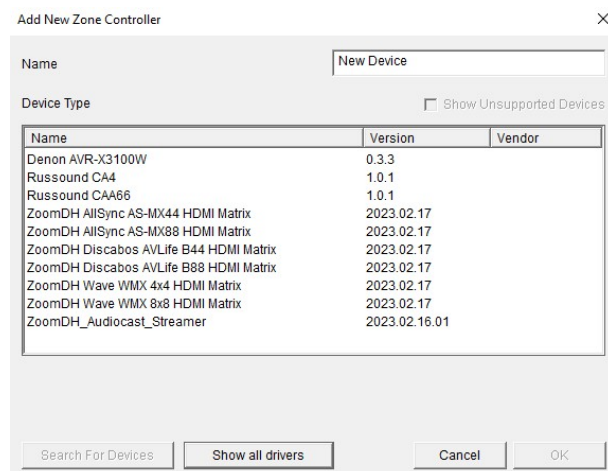 Add New Zone Controller
Name New Device
Device Type Show Unsupported Devices
Name Version Vendor
Denon AVR-X3100W 0.3.3
Russound CA4 1.0.1
Russound CAA66 1.0.1
ZoomDH AllSync AS-MX44 HDMI Matrix 2023.02.17
ZoomDH AllSync AS-MX88 HDMI Matrix 2023.02.17
ZoomDH Discabos AVLife B44 HDMI Matrix 2023.02.17
ZoomDH Discabos AVLife B88 HDMI Matrix 2023.02.17
ZoomDH Wave WMX 4x4 HDMI Matrix 2023.02.17
ZoomDH Wave WMX 8x8 HDMI Matrix 2023.02.17
ZoomDH_Audiocast_Streamer 2023.02.16.01
Search For Devices Show all drivers Cancel OK